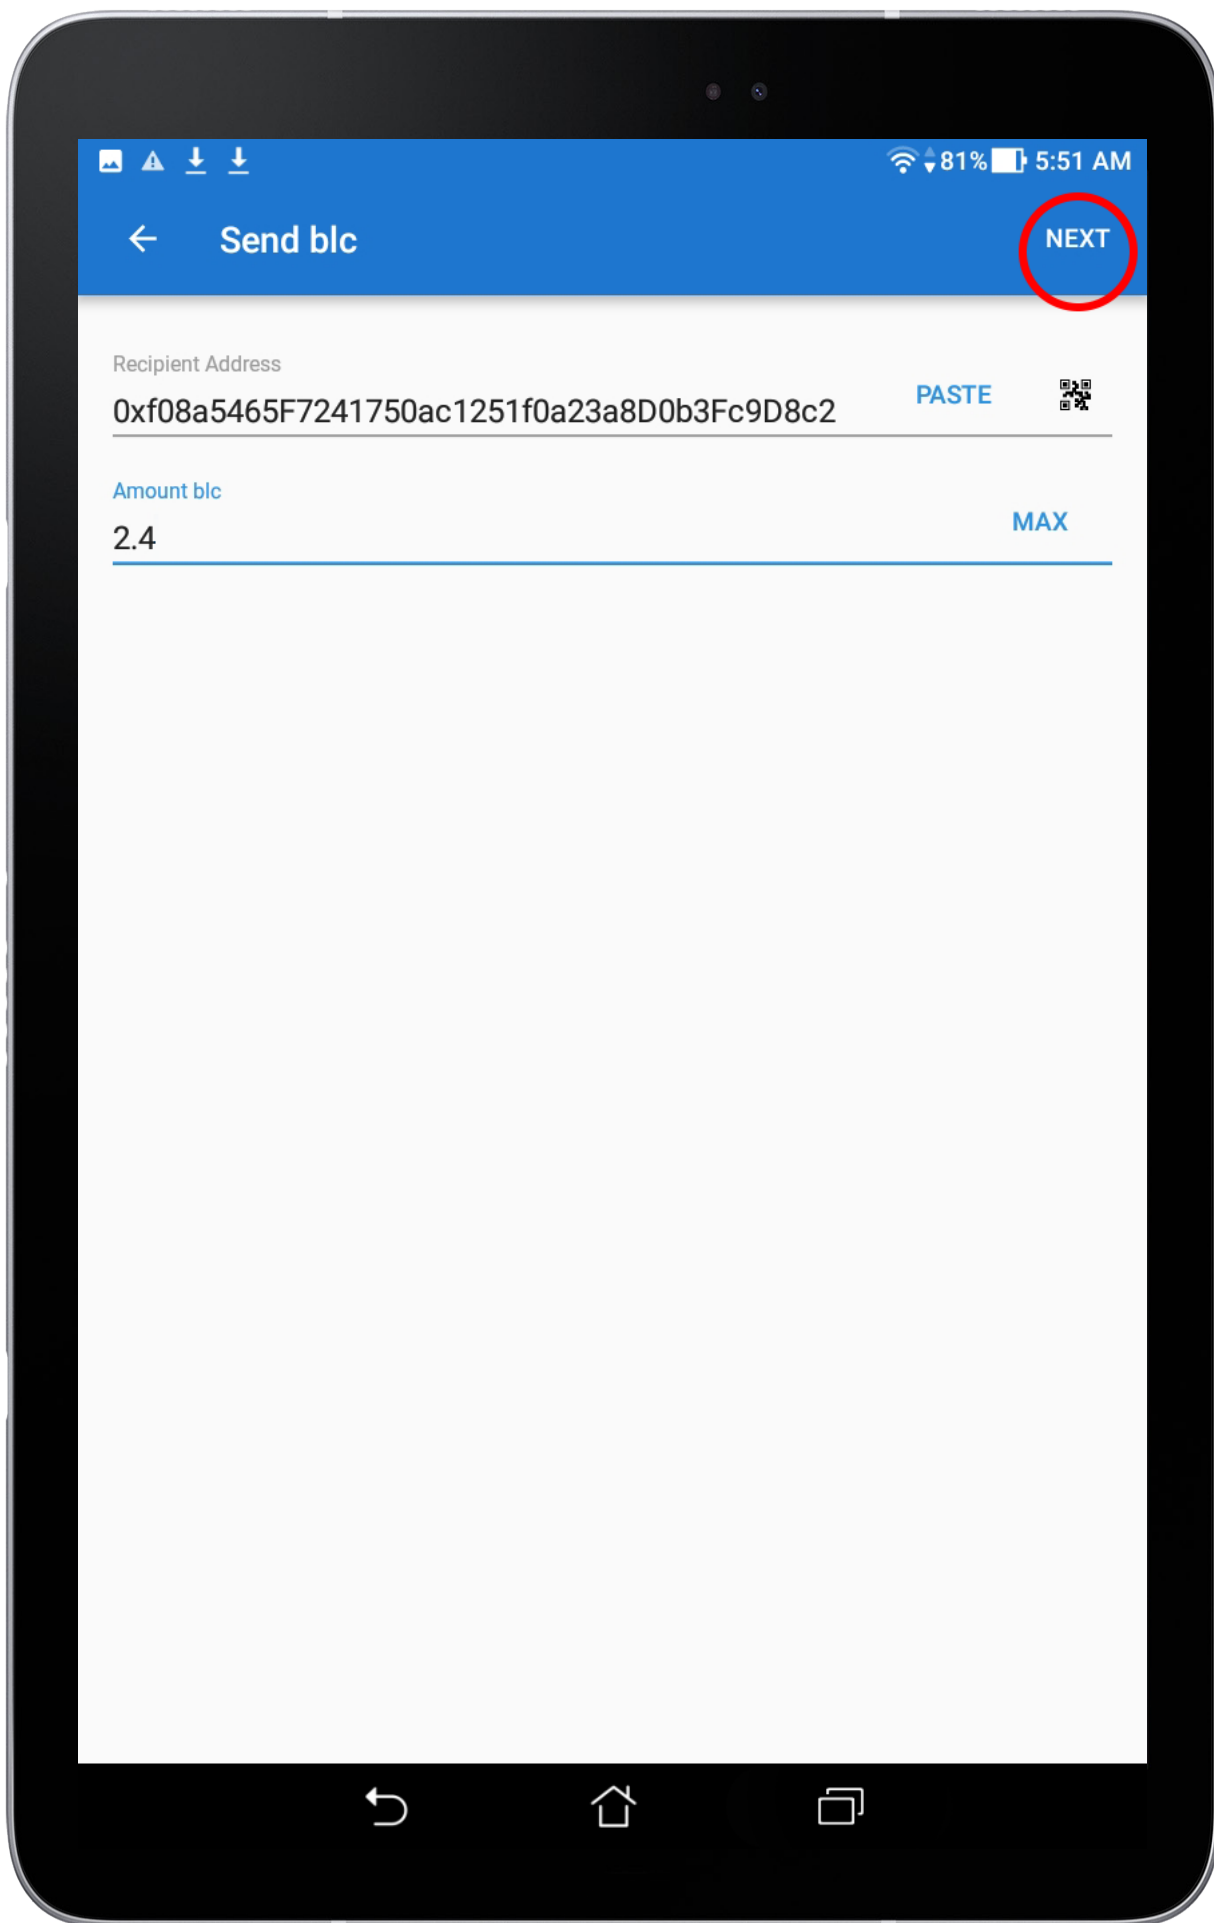 81% 5:51 AM
Send blc
NEXT
Recipient Address
0xf08a5465F7241750ac1251f0a23a8D0b3Fc9D8c2
PASTE
Amount blc
2.4
MAX